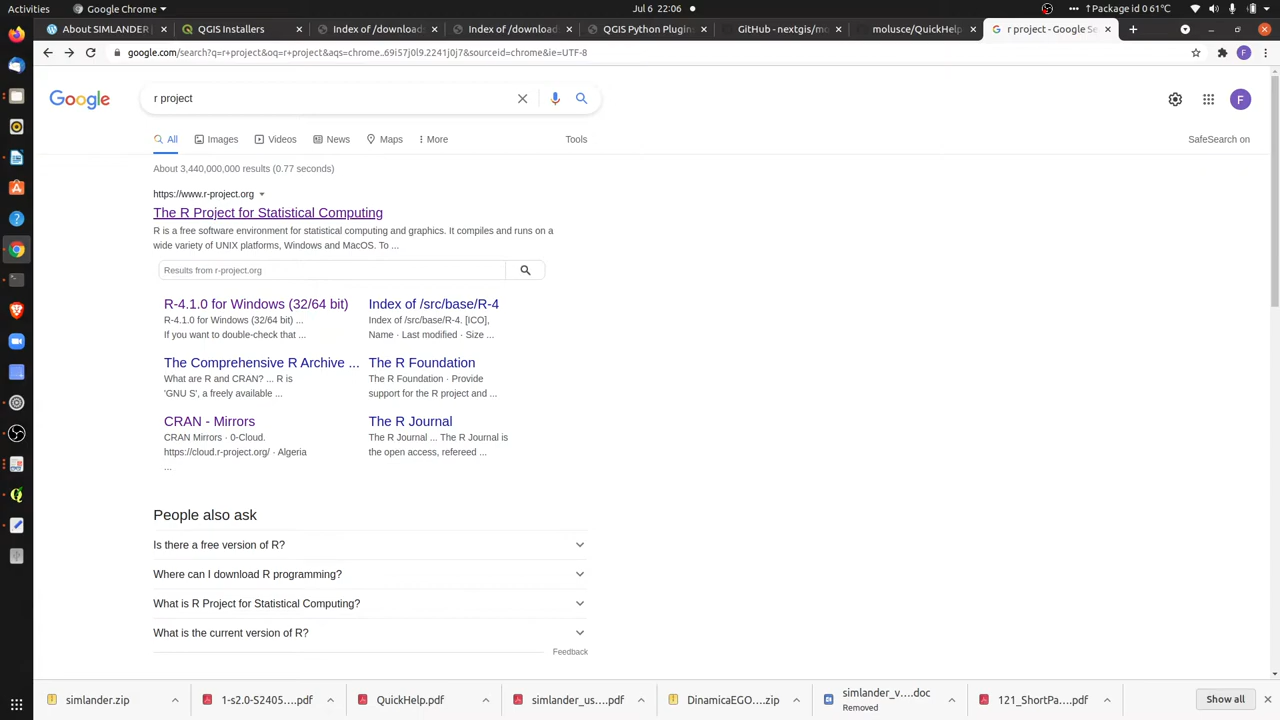 Activities
Google Chrome
Jul 6 06:09
1 Packagid 0 61°C
About SIMLANDER |
QGIS Installers
Index of /downloads
Index of /downloads
QGIS Python Plugins
GitHub - nextgis/mo
molusce/QuickHelp
r project - Google Se
google.com/search?q=r+project&oq=r+project&aqs=chrome..69i57j0l9.2241j0j7&sourceid=chrome&ie=UTF-8
F
Google
r project
F
All
Images
Videos
News
Maps
More
Tools
SafeSearch on
About 3,440,000,000 results (0.77 seconds)
https://www.r-project.org
The R Project for Statistical Computing
R is a free software environment for statistical computing and graphics. It compiles and runs on a
wide variety of UNIX platforms, Windows and MacOS. To ...
Results from r-project.org
R-4.1.0 for Windows (32/64 bit)
R-4.1.0 for Windows (32/64 bit) ...
If you want to double-check that ...
Index of /src/base/R-4
Index of /src/base/R-4. [ICO],
Name · Last modified · Size ...
The Comprehensive R Archive ...
What are R and CRAN? ... R is
'GNU S', a freely available ...
The R Foundation
The R Foundation · Provide
support for the R project and ...
CRAN - Mirrors
CRAN Mirrors · 0-Cloud.
https://cloud.r-project.org/ · Algeria
...
The R Journal
The R Journal ... The R Journal is
the open access, refereed ...
People also ask
Is there a free version of R?
Where can I download R programming?
What is R Project for Statistical Computing?
What is the current version of R?
Feedback
simlander.zip
1-s2.0-S2405....pdf
QuickHelp.pdf
simlander_us....pdf
DinamicaEGO....zip
simlander_v....doc
Removed
121_ShortPa....pdf
Show all